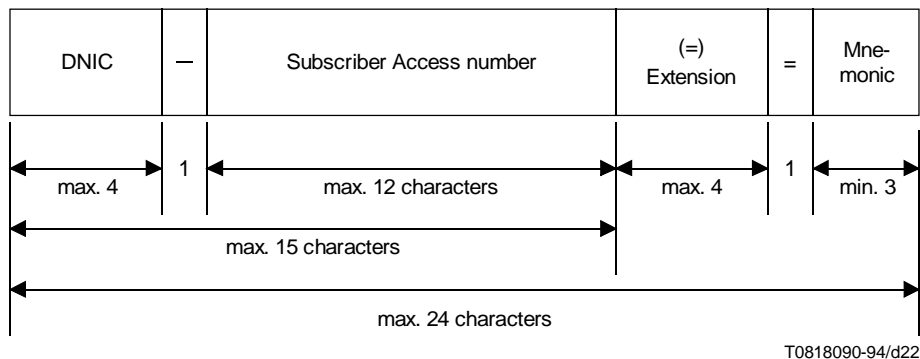 DNIC
—
Subscriber Access number
(=)
Extension
=
Mne-
monic
max. 4
1
max. 12 characters
max. 4
1
min. 3
max. 15 characters
max. 24 characters
T0818090-94/d22